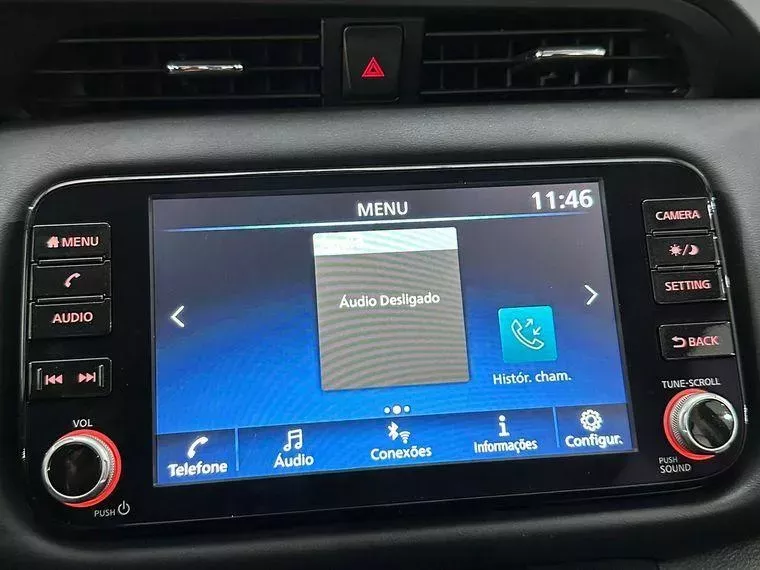 MENU
11:46
MENU
AUDIO
VOL
PUSH
Áudio Desligado
Histór. cham.
Telefone
Áudio
Conexões
Informações
Configur.
CAMERA
SETTING
BACK
TUNE-SCROLL
PUSH
SOUND